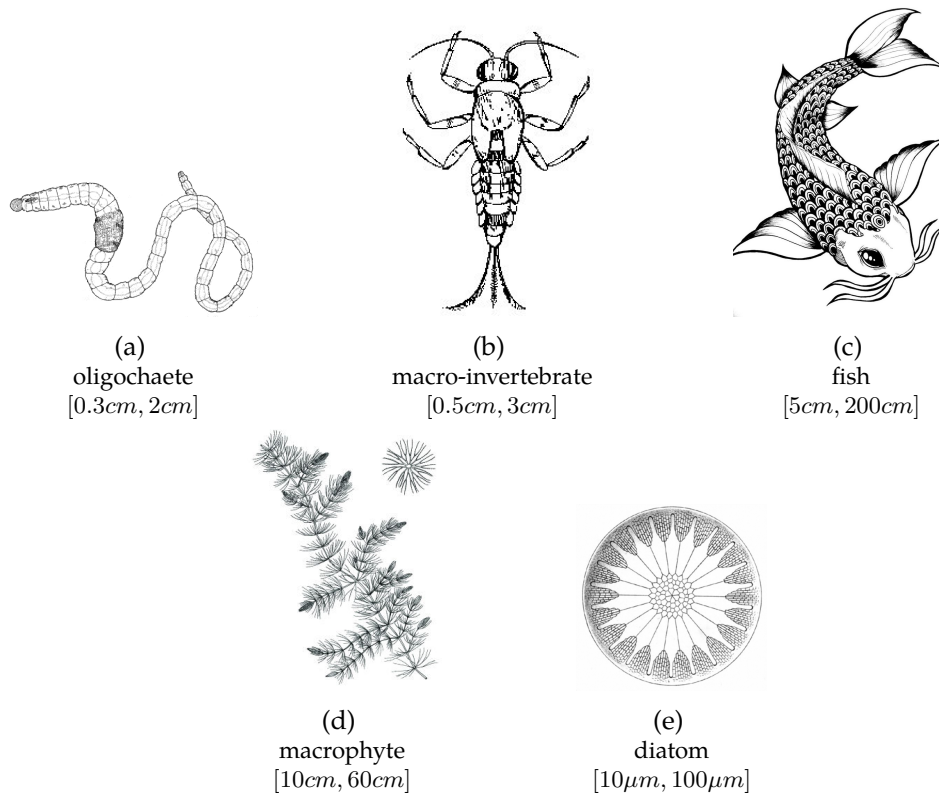 (a)
oligochaete
[0.3cm, 2cm]
(b)
macro-invertebrate
[0.5cm, 3cm]
(c)
fish
[5cm, 200cm]
(d)
macrophyte
[10cm, 60cm]
(e)
diatom
[10μm, 100μm]